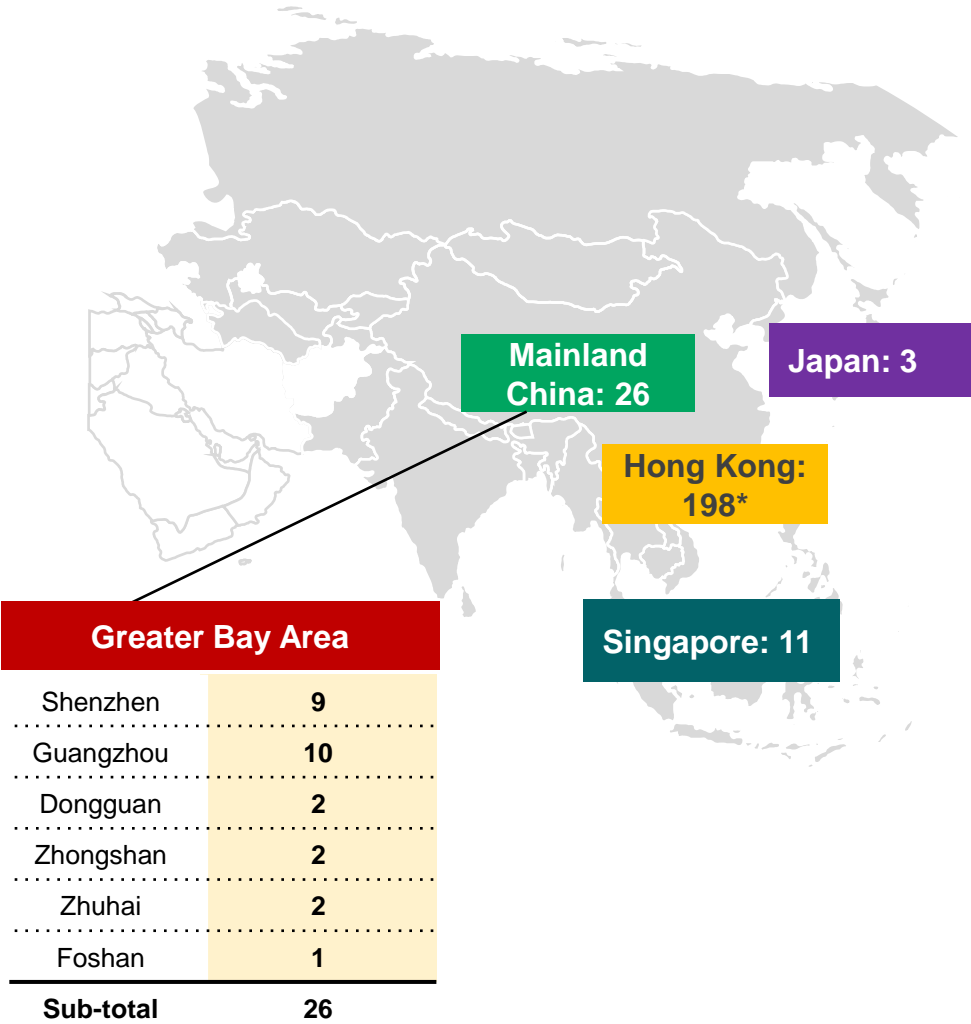 Mainland
China: 26
Japan: 3
Hong Kong:
198*
Singapore: 11
Greater Bay Area
Shenzhen 9
Guangzhou 10
Dongguan 2
Zhongshan 2
Zhuhai 2
Foshan 1
Sub-total 26